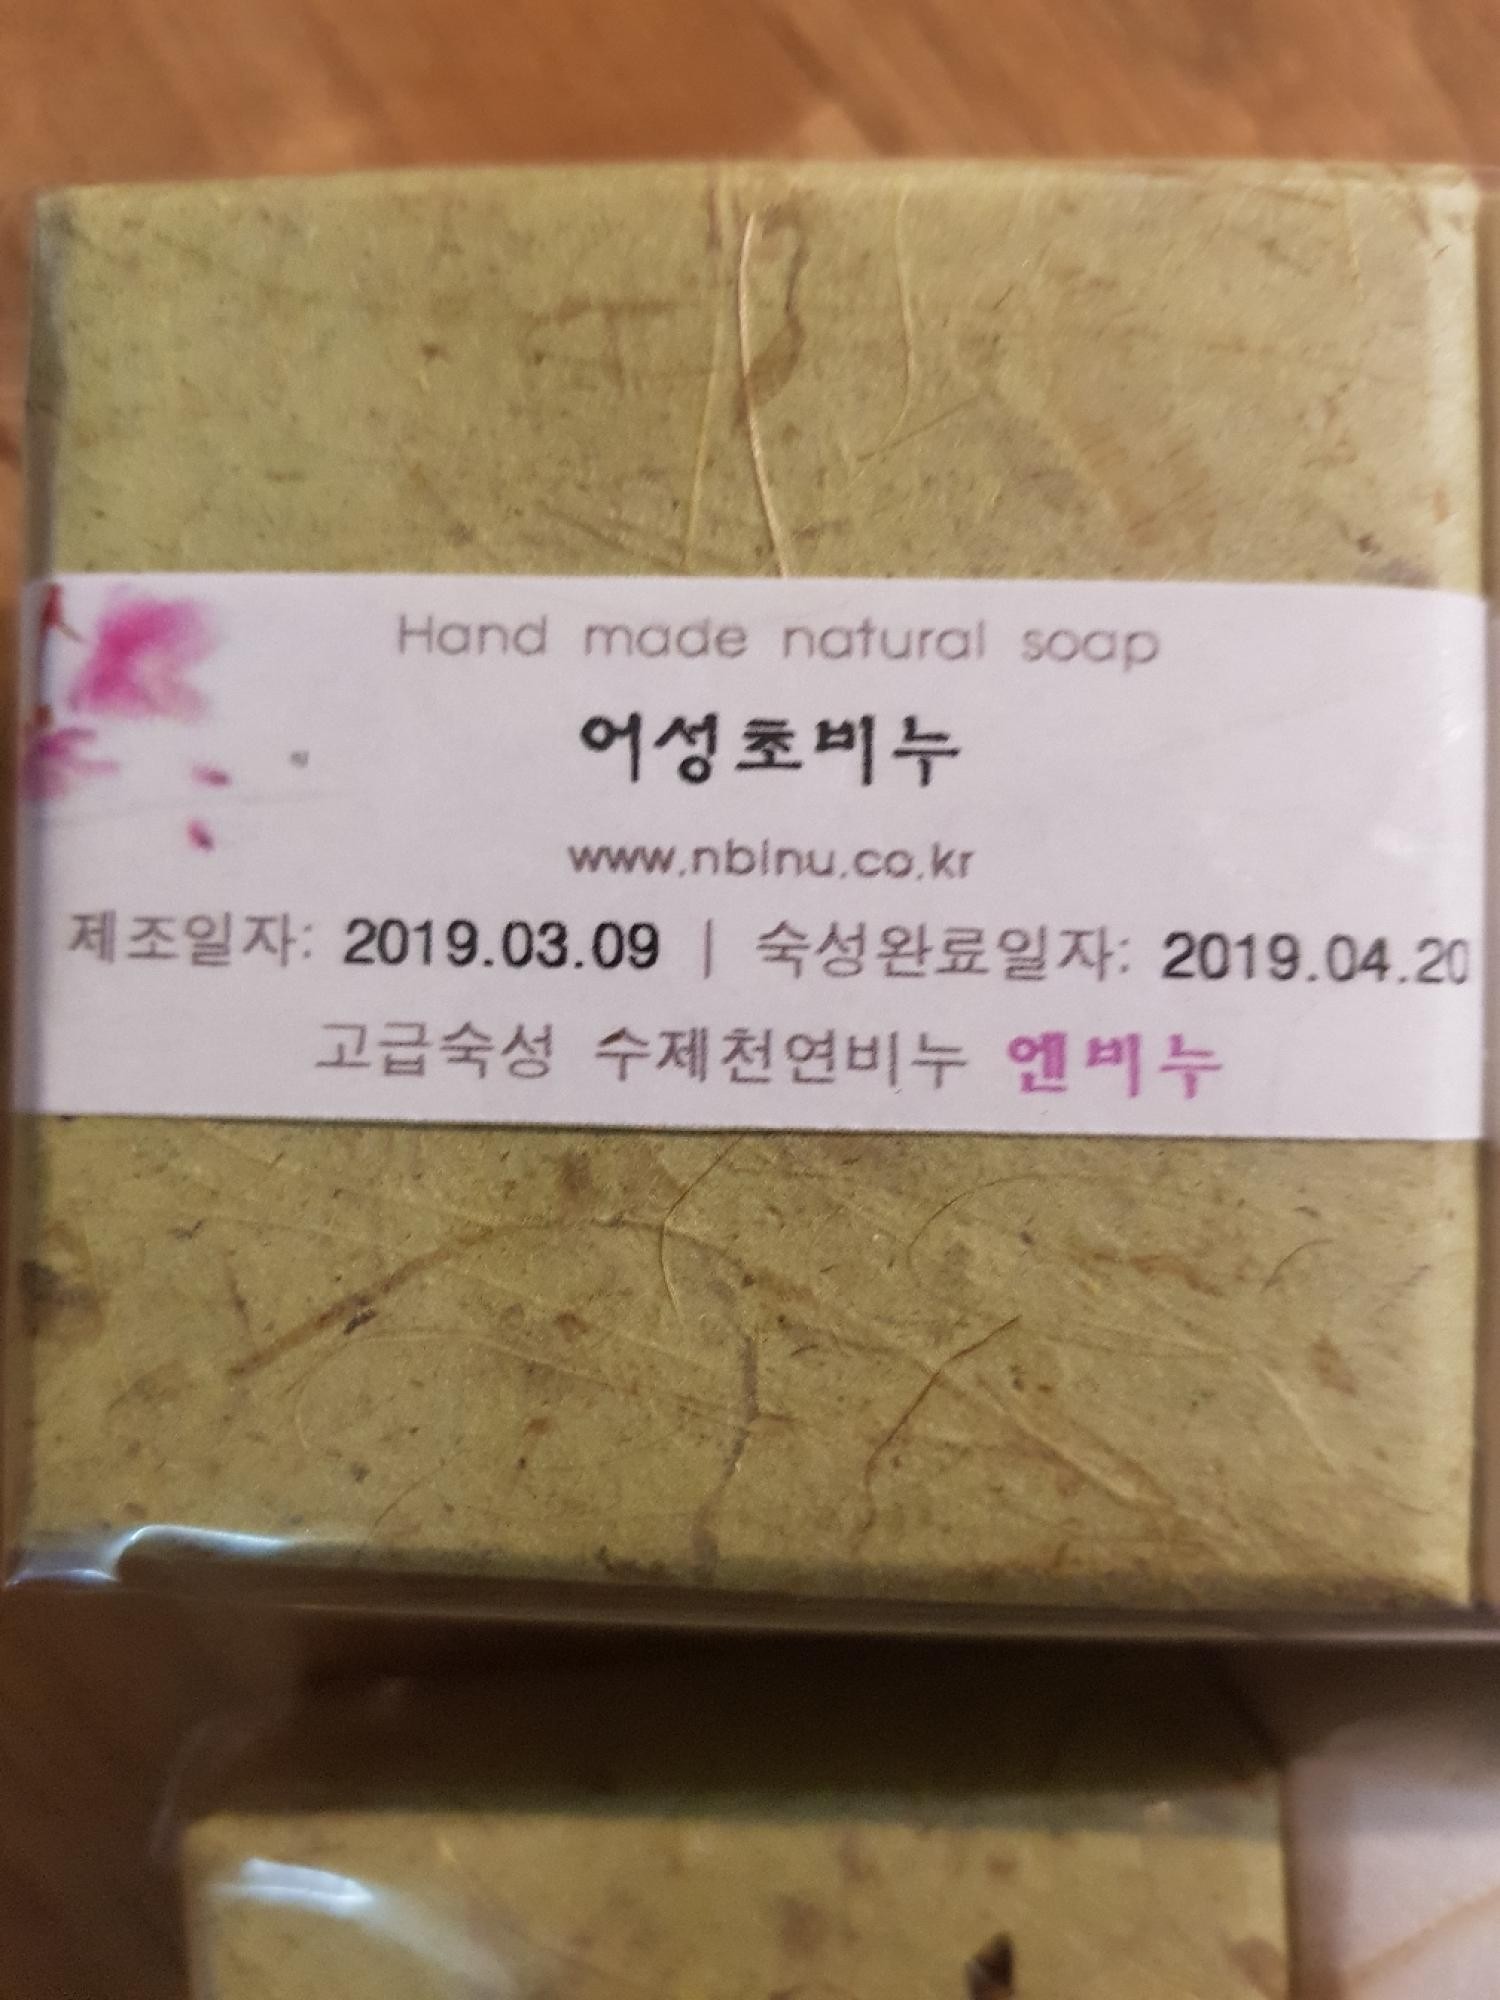 Hand made natural soap
어성초비누
www.nbinu.co.kr
제조일자: 2019.03.09 | 숙성완료일자: 2019.04.20
고급숙성 수제천연비누 엔비누